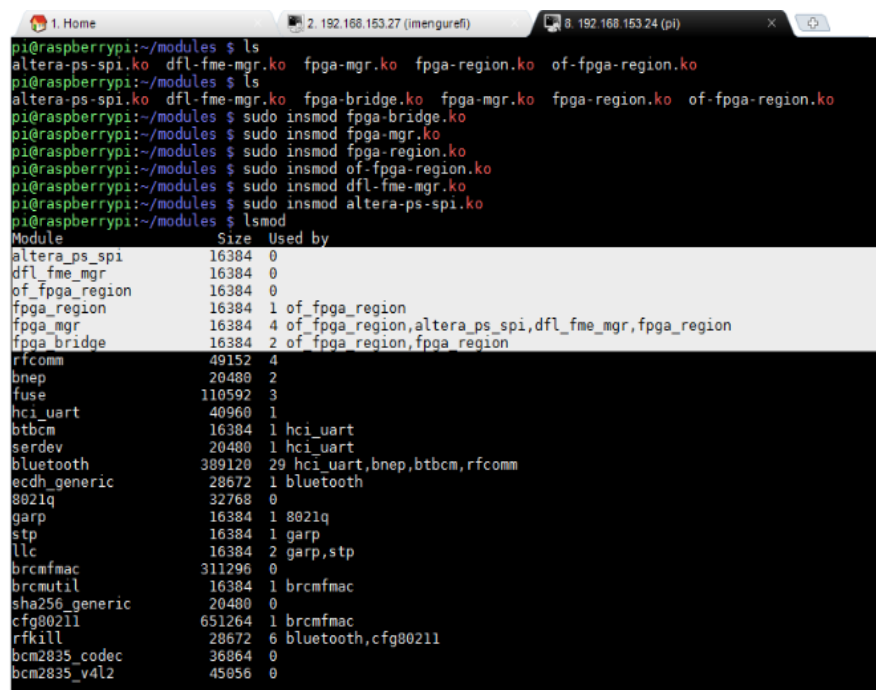 1. Home
2. 192.168.153.27 (imengurefi)
8. 192.168.153.24 (pi)
pi@raspberrypi:~/modules $ ls
altera-ps-spi.ko dfl-fme-mgr.ko fpga-mgr.ko fpga-region.ko of-fpga-region.ko
pi@raspberrypi:~/modules $ ls
altera-ps-spi.ko dfl-fme-mgr.ko fpga-bridge.ko fpga-mgr.ko fpga-region.ko of-fpga-region.ko
pi@raspberrypi:~/modules $ sudo insmod fpga-bridge.ko
pi@raspberrypi:~/modules $ sudo insmod fpga-mgr.ko
pi@raspberrypi:~/modules $ sudo insmod fpga-region.ko
pi@raspberrypi:~/modules $ sudo insmod of-fpga-region.ko
pi@raspberrypi:~/modules $ sudo insmod dfl-fme-mgr.ko
pi@raspberrypi:~/modules $ sudo insmod altera-ps-spi.ko
pi@raspberrypi:~/modules $ lsmod
Module Size Used by
altera_ps_spi 16384 0
dfl_fme_mgr 16384 0
of_fpga_region 16384 0
fpga_region 16384 1 of_fpga_region
fpga_mgr 16384 4 of_fpga_region,altera_ps_spi,dfl_fme_mgr,fpga_region
fpga_bridge 16384 2 of_fpga_region,fpga_region
rfcomm 49152 4
bnep 20480 2
fuse 110592 3
hci_uart 40960 1
btbcm 16384 1 hci_uart
serdev 20480 1 hci_uart
bluetooth 389120 29 hci_uart,bnep,btbcm,rfcomm
ecdh_generic 28672 1 bluetooth
8021q 32768 0
garp 16384 1 8021q
stp 16384 1 garp
llc 16384 2 garp,stp
brcmfmac 311296 0
brcmutil 16384 1 brcmfmac
sha256_generic 20480 0
cfg80211 651264 1 brcmfmac
rfkill 28672 6 bluetooth,cfg80211
bcm2835_codec 36864 0
bcm2835_v4l2 45056 0